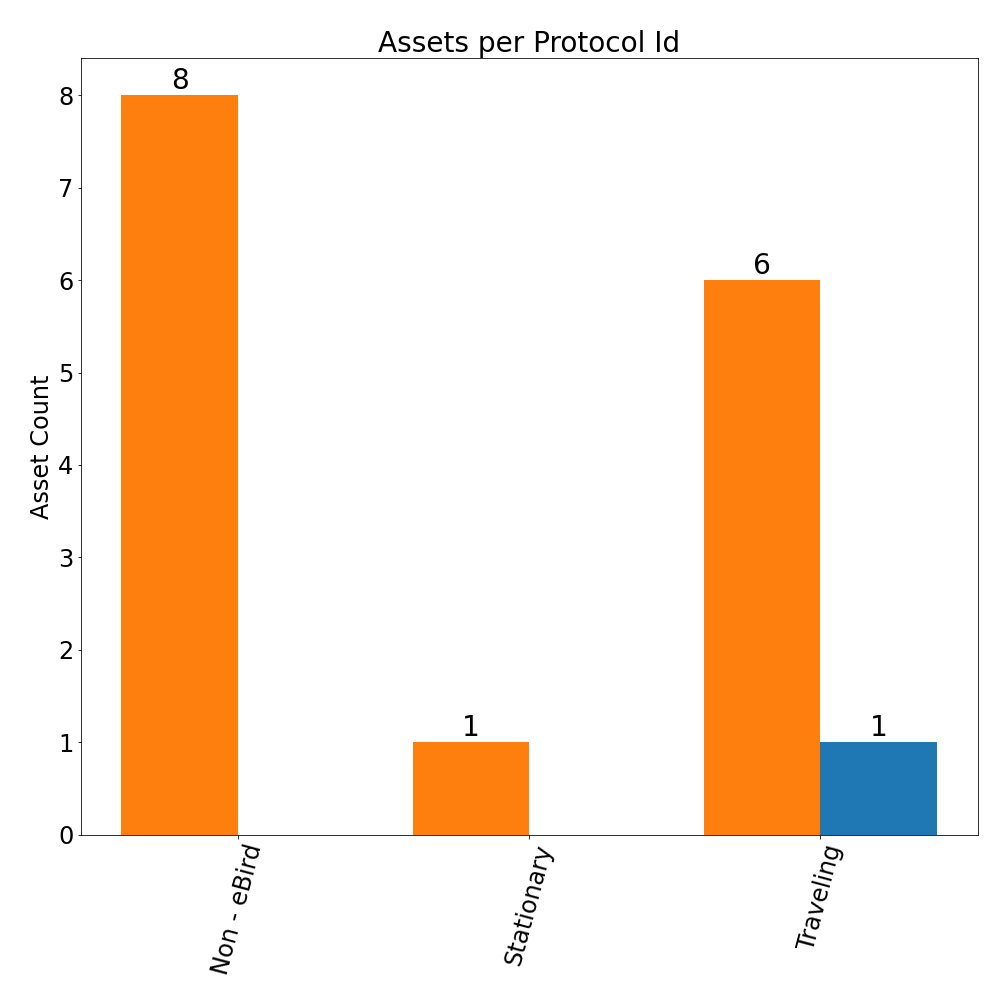 Assets per Protocol Id
Asset Count
8
7
6
5
4
3
2
1
0
8
1
6
1
Non - eBird
Stationary
Traveling